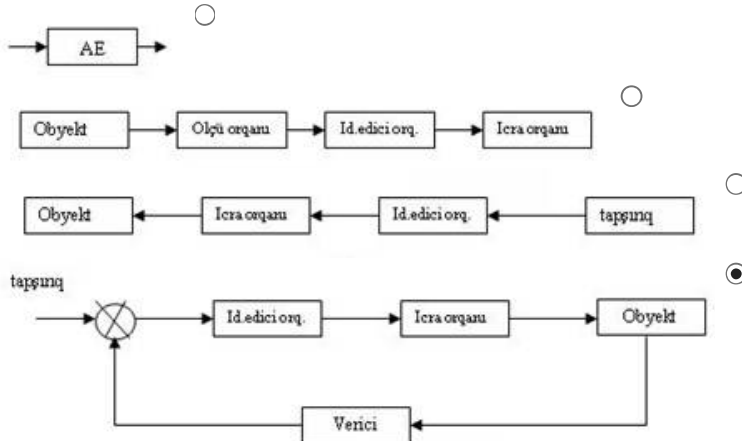 AE
Obyekt Olçü orqanı Id.edici orq. Icra orqanı
Obyekt Icra orqanı Id.edici orq. tapşırıq
tapşırıq
Id.edici orq. Icra orqanı Obyekt
Verici